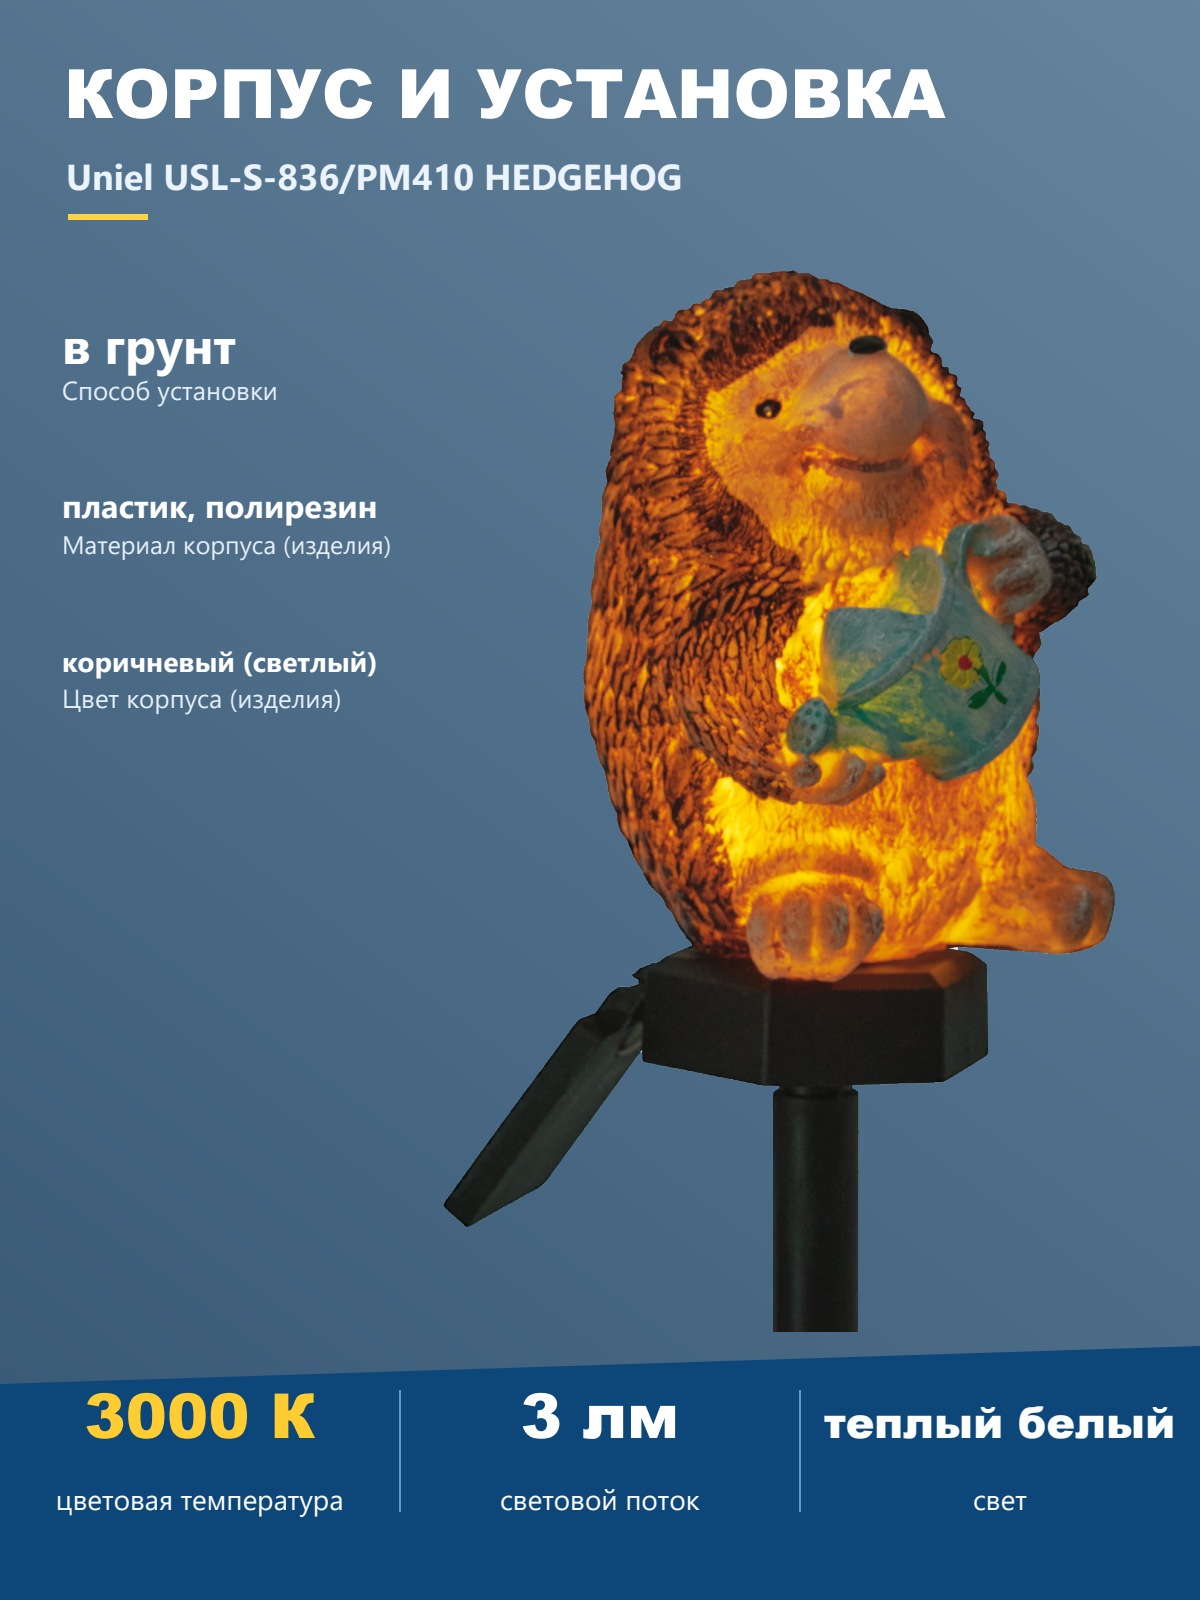 КОРПУС И УСТАНОВКА
Uniel USL-S-836/PM410 HEDGEHOG
в грунт
Способ установки
пластик, полирезин
Материал корпуса (изделия)
коричневый (светлый)
Цвет корпуса (изделия)
3000 К
цветовая температура
3 лм
световой поток
теплый белый
свет